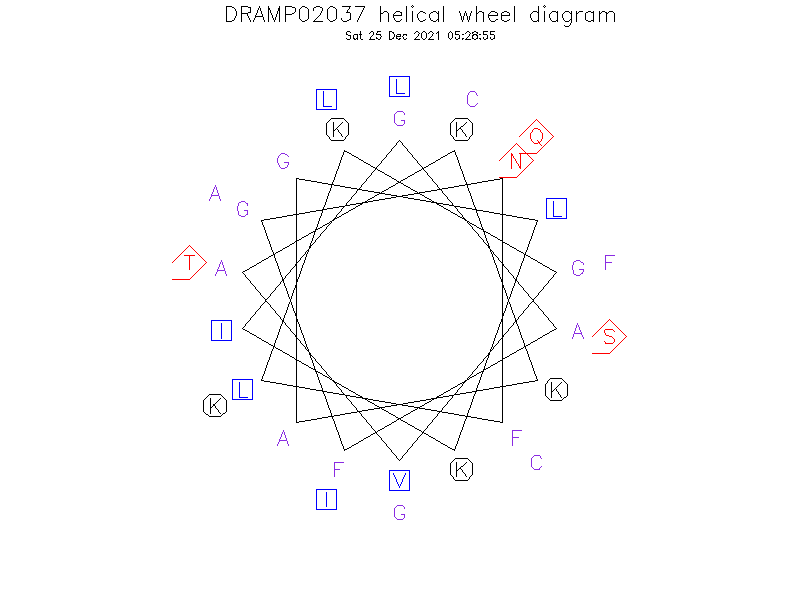 DRAMP02037 helical wheel diagram
Sat 25 Dec 2021 05:28:55
L
L C
G
K K
Q
N
G
A
G L
T A G F
I A S
L K
K
A F
F C
K
V
I
G